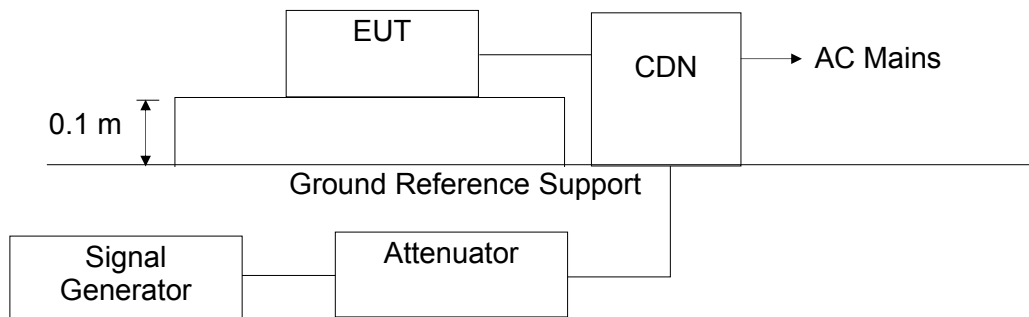 EUT
CDN
AC Mains
0.1 m
Ground Reference Support
Signal
Generator
Attenuator